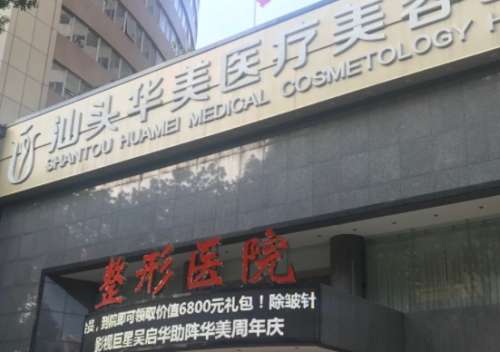 汕头华美医疗美容
SHANTOU HUAMEI MEDICAL COSMETOLOGY H
整形医院
到院即可领取价值6800元礼包！除皱针
影视巨星吴启华助阵华美周年庆